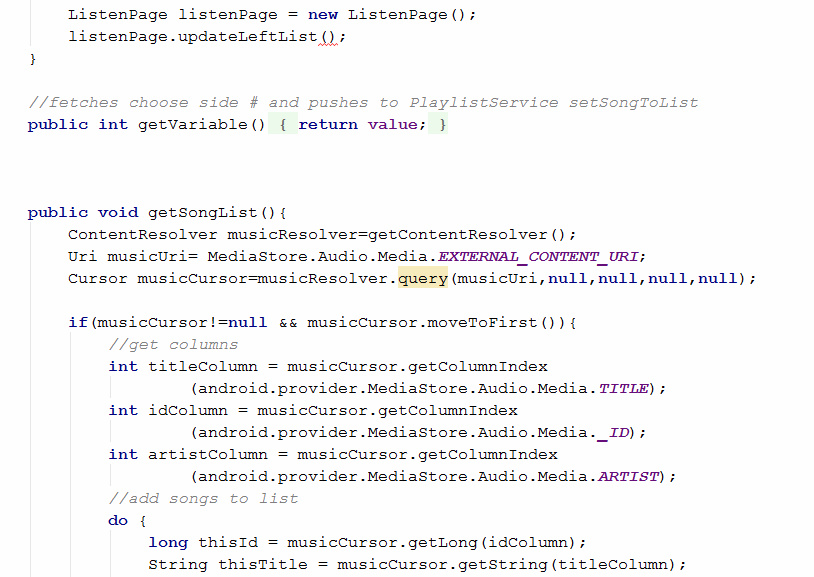 ListenPage listenPage = new ListenPage();
listenPage.updateLeftList();
}
//fetches choose side # and pushes to PlaylistService setSongToList
public int getVariable() { return value; }
public void getSongList(){
ContentResolver musicResolver=getContentResolver();
Uri musicUri= MediaStore.Audio.Media.EXTERNAL_CONTENT_URI;
Cursor musicCursor=musicResolver.query(musicUri,null,null,null,null);
if(musicCursor!=null && musicCursor.moveToFirst()){
//get columns
int titleColumn = musicCursor.getColumnIndex
(android.provider.MediaStore.Audio.Media.TITLE);
int idColumn = musicCursor.getColumnIndex
(android.provider.MediaStore.Audio.Media._ID);
int artistColumn = musicCursor.getColumnIndex
(android.provider.MediaStore.Audio.Media.ARTIST);
//add songs to list
do {
long thisId = musicCursor.getLong(idColumn);
String thisTitle = musicCursor.getString(titleColumn);